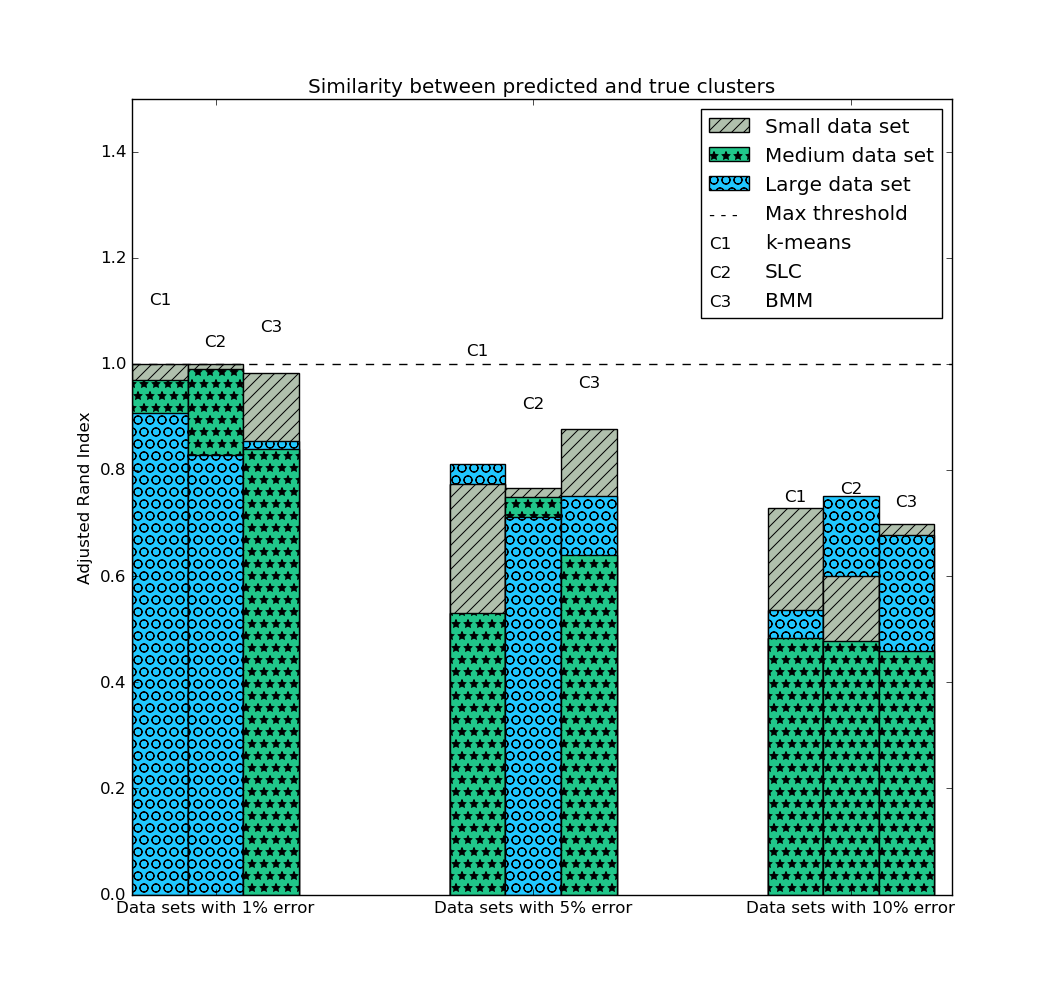 Similarity between predicted and true clusters
Small data set
Medium data set
Large data set
- - - Max threshold
C1 k-means
C2 SLC
C3 BMM
1.4
1.2
1.0
0.8
0.6
0.4
0.2
0.0
Adjusted Rand Index
C1
C2
C3
C1
C2
C3
C1
C2
C3
Data sets with 1% error
Data sets with 5% error
Data sets with 10% error